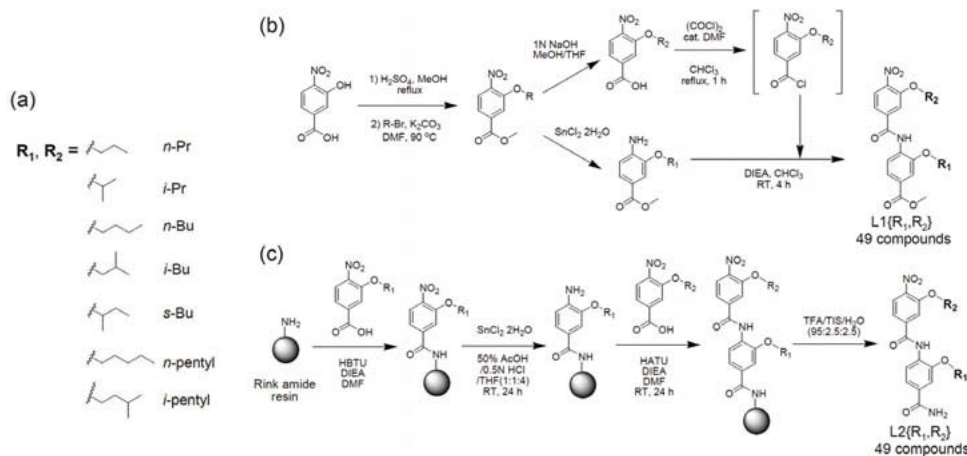 (a)
R₁, R₂ =
n-Pr
i-Pr
n-Bu
i-Bu
s-Bu
n-pentyl
i-pentyl
(b)
NO₂
OH
O
OH
1) H₂SO₄, MeOH
reflux
2) R-Br, K₂CO₃
DMF, 90 ºC
NO₂
O-R
O
O
1N NaOH
MeOH/THF
NO₂
O-R₂
O
OH
(COCl)₂
cat. DMF
CHCl₃
reflux, 1 h
NO₂
O-R₂
O
Cl
SnCl₂ 2H₂O
NH₂
O-R₁
O
O
DIEA, CHCl₃
RT, 4 h
NO₂
O-R₂
O
NH
O-R₁
O
O
L1{R₁,R₂}
49 compounds
(c)
NH₂
Rink amide
resin
NO₂
O-R₁
O
OH
HBTU
DIEA
DMF
NO₂
O-R₁
O
NH
SnCl₂ 2H₂O
50% AcOH
/0.5N HCl
/THF(1:1:4)
RT, 24 h
NH₂
O-R₁
O
NH
NO₂
O-R₂
O
OH
HATU
DIEA
DMF
RT, 24 h
NO₂
O-R₂
O
NH
O-R₁
O
NH
TFA/TIS/H₂O
(95:2.5:2.5)
NO₂
O-R₂
O
NH
O-R₁
O
NH₂
L2{R₁,R₂}
49 compounds